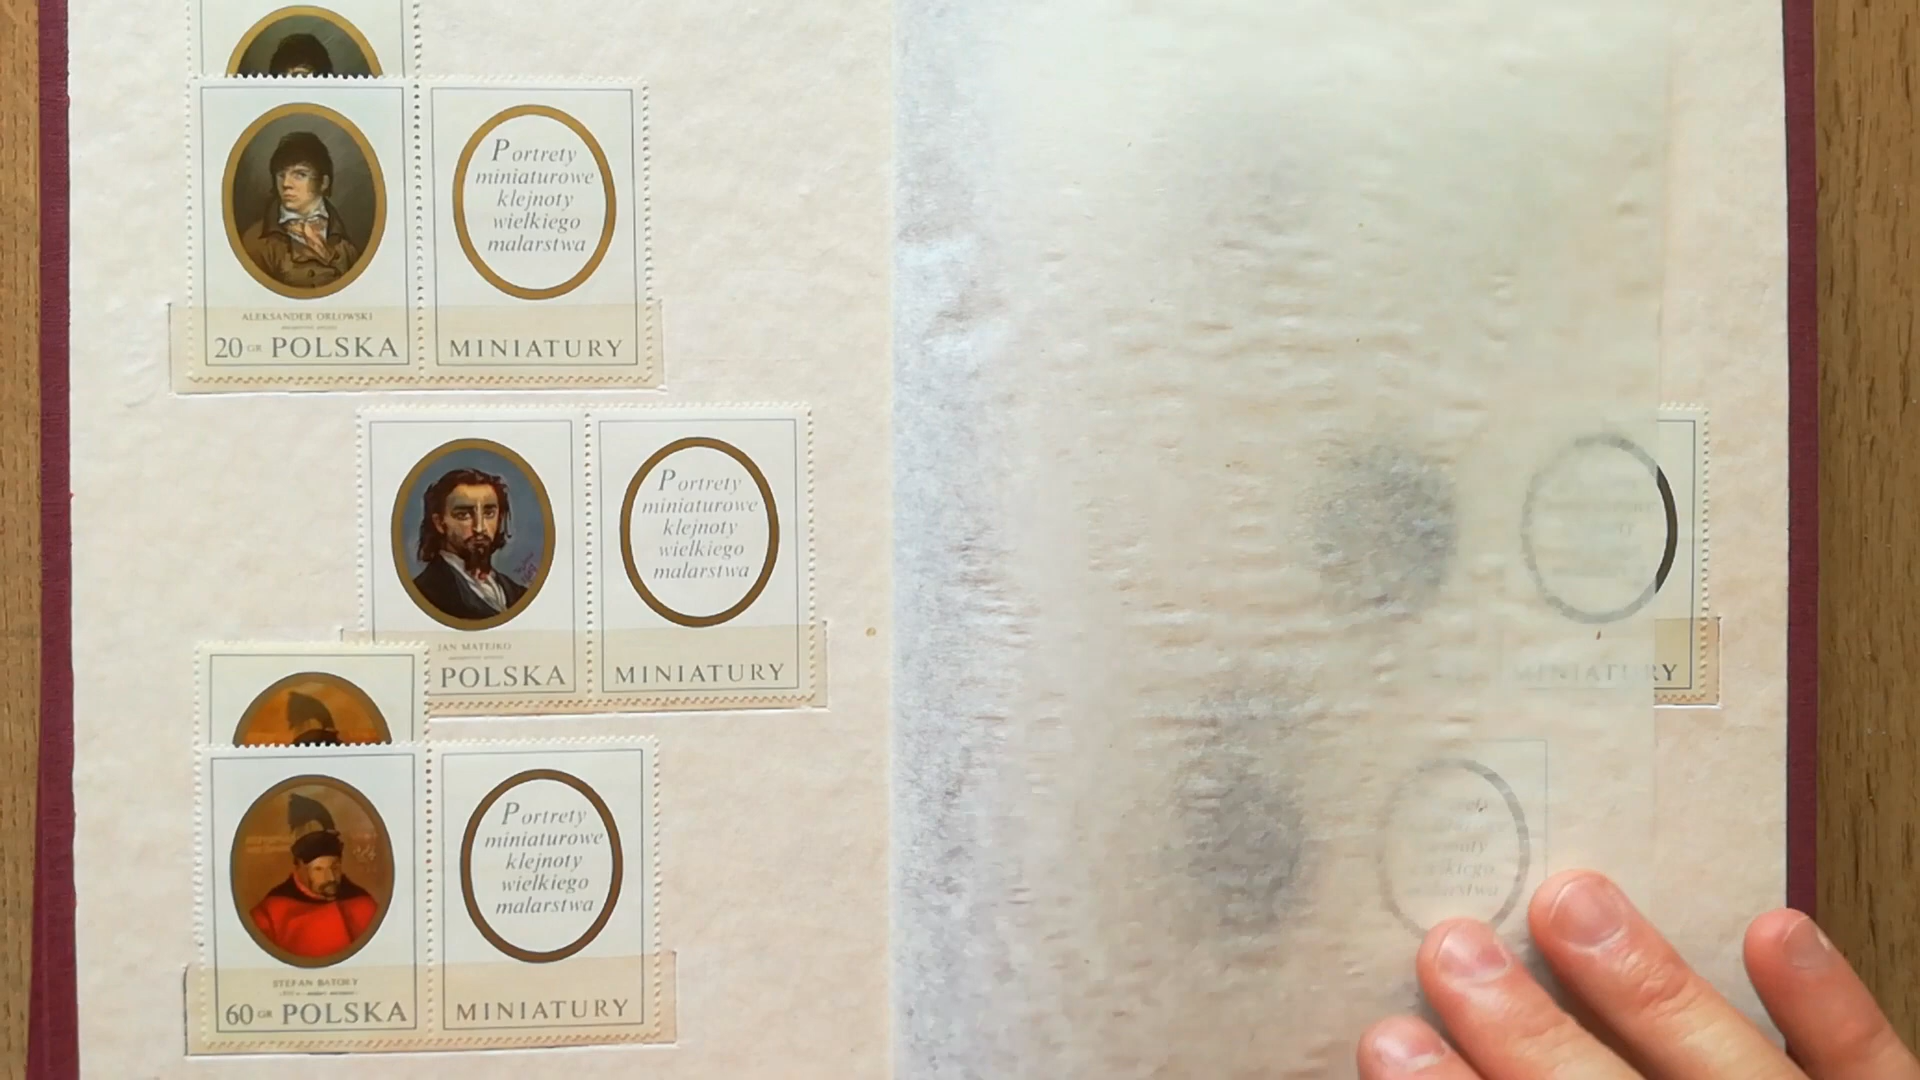 Portrety
miniaturowe
klejnoty
wielkiego
malarstwa
ALEKSANDER ORŁOWSKI
20 GR POLSKA
MINIATURY
Portrety
miniaturowe
klejnoty
wielkiego
malarstwa
JAN MATEJKO
POLSKA
MINIATURY
Portrety
miniaturowe
klejnoty
wielkiego
malarstwa
STEFAN BATORY
60 GR POLSKA
MINIATURY
MINIATURY